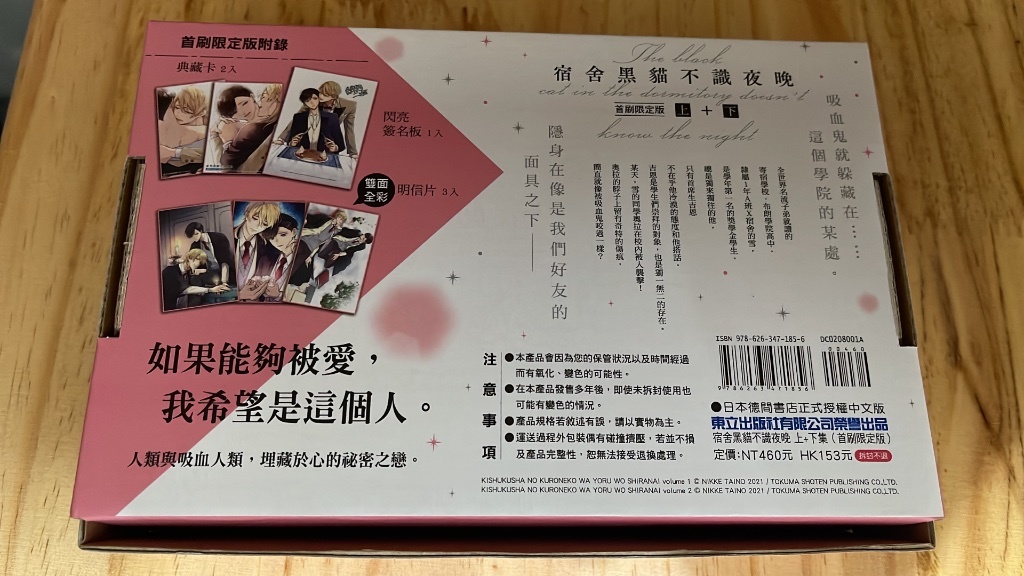 首刷限定版附錄
典藏卡 2入
閃亮
簽名板 1入
雙面
全彩
明信片 3入
The black
宿舍黑貓不識夜晚
cat in the dormitory doesn't
首刷限定版 上+下
know the night
吸血鬼就躲藏在……
這個學院的某處。
全世界名流子弟就讀的
寄宿學校,布朗學院高中。
隸屬1年A班X宿舍的雪,
是學年第一名的獎學金學生,
總是獨來獨往的他,
只有首席生古恩
不在乎他冷漠的態度和他搭話。
古恩是學生們崇拜的對象,也是獨一無二的存在。
某天,雪的同學奧拉在校內被人襲擊!
奧拉的脖子上留有奇特的傷痕,
簡直就像被吸血鬼咬過一樣?
隱身在像是我們好友的
面具之下——
如果能夠被愛,
我希望是這個人。
人類與吸血人類,埋藏於心的祕密之戀。
注意事項
●本產品會因為您的保管狀況以及時間經過
而有氧化、變色的可能性。
●在本產品發售多年後,即使未拆封使用也
可能有變色的情況。
●產品規格若敘述有誤,請以實物為主。
●運送過程外包裝偶有碰撞擠壓,若並不損
及產品完整性,恕無法接受退換處理。
ISBN 978-626-347-185-6
DC0208001A
00460
9786263471856
●日本德間書店正式授權中文版
東立出版社有限公司榮譽出品
宿舍黑貓不識夜晚 上+下集(首刷限定版)
定價:NT460元 HK153元 拆封不退
KISHUKUSHA NO KURONEKO WA YORU WO SHIRANAI volume 1 © NIKKE TAINO 2021 / TOKUMA SHOTEN PUBLISHING CO.,LTD.
KISHUKUSHA NO KURONEKO WA YORU WO SHIRANAI volume 2 © NIKKE TAINO 2021 / TOKUMA SHOTEN PUBLISHING CO.,LTD.